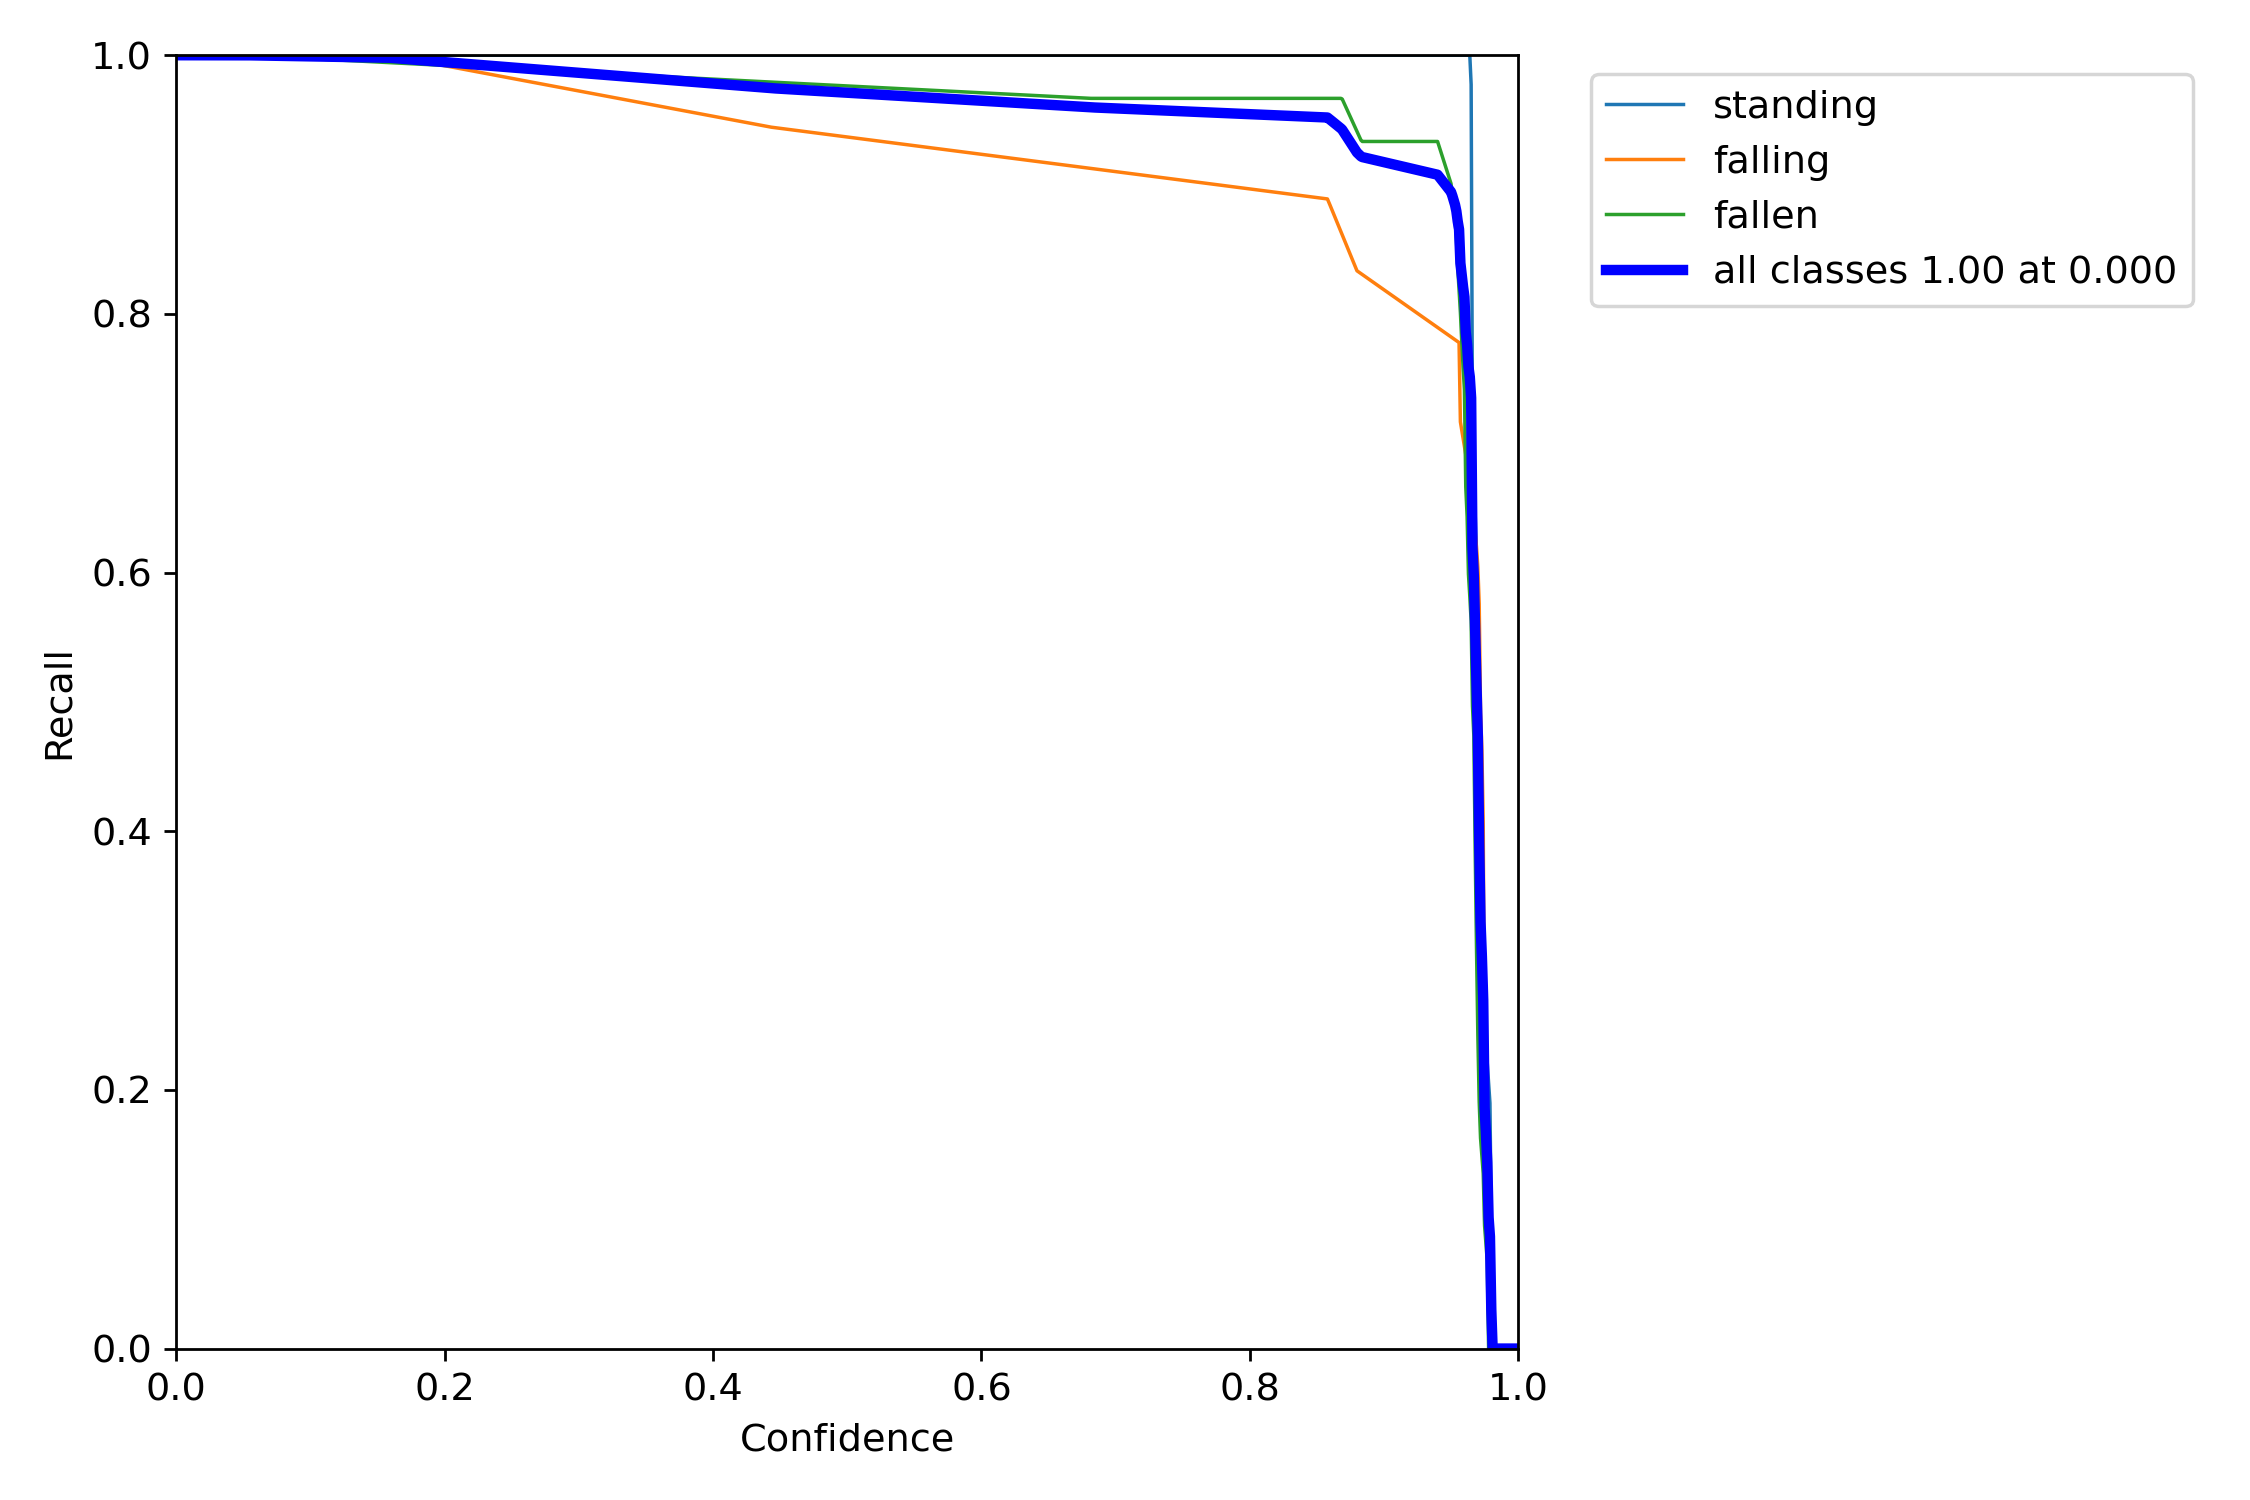 1.0
0.8
0.6
0.4
0.2
0.0
Recall
0.0 0.2 0.4 0.6 0.8 1.0
Confidence
standing
falling
fallen
all classes 1.00 at 0.000